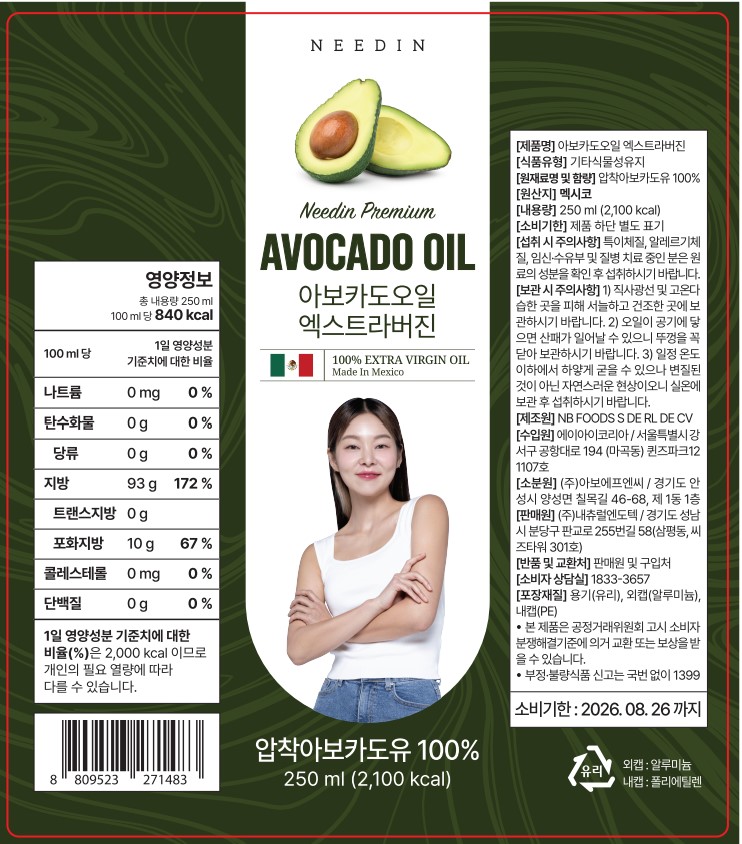 NEEDIN
Needin Premium
AVOCADO OIL
아보카도오일
엑스트라버진
100% EXTRA VIRGIN OIL
Made In Mexico
압착아보카도유 100%
250 ml (2,100 kcal)
영양정보
총 내용량 250 ml
100 ml 당 840 kcal
100 ml 당
1일 영양성분
기준치에 대한 비율
나트륨 0 mg 0 %
탄수화물 0 g 0 %
당류 0 g 0 %
지방 93 g 172 %
트랜스지방 0 g
포화지방 10 g 67 %
콜레스테롤 0 mg 0 %
단백질 0 g 0 %
1일 영양성분 기준치에 대한
비율(%)은 2,000 kcal 이므로
개인의 필요 열량에 따라
다를 수 있습니다.
8 809523 271483
[제품명] 아보카도오일 엑스트라버진
[식품유형] 기타식물성유지
[원재료명 및 함량] 압착아보카도유 100%
[원산지] 멕시코
[내용량] 250 ml (2,100 kcal)
[소비기한] 제품 하단 별도 표기
[섭취 시 주의사항] 특이체질, 알레르기체
질, 임신·수유부 및 질병 치료 중인 분은 원
료의 성분을 확인 후 섭취하시기 바랍니다.
[보관 시 주의사항] 1) 직사광선 및 고온다
습한 곳을 피해 서늘하고 건조한 곳에 보
관하시기 바랍니다. 2) 오일이 공기에 닿
으면 산패가 일어날 수 있으니 뚜껑을 꼭
닫아 보관하시기 바랍니다. 3) 일정 온도
이하에서 하얗게 굳을 수 있으나 변질된
것이 아닌 자연스러운 현상이오니 실온에
보관 후 섭취하시기 바랍니다.
[제조원] NB FOODS S DE RL DE CV
[수입원] 에이아이코리아 / 서울특별시 강
서구 공항대로 194 (마곡동) 퀸즈파크12
1107호
[소분원] (주)아보에프엔씨 / 경기도 안
성시 양성면 칠목길 46-68, 제 1동 1층
[판매원] (주)내츄럴엔도텍 / 경기도 성남
시 분당구 판교로 255번길 58(삼평동, 씨
즈타워 301호)
[반품 및 교환처] 판매원 및 구입처
[소비자 상담실] 1833-3657
[포장재질] 용기(유리), 외캡(알루미늄),
내캡(PE)
• 본 제품은 공정거래위원회 고시 소비자
분쟁해결기준에 의거 교환 또는 보상을 받
을 수 있습니다.
• 부정·불량식품 신고는 국번 없이 1399
소비기한 : 2026. 08. 26 까지
유리
외캡 : 알루미늄
내캡 : 폴리에틸렌